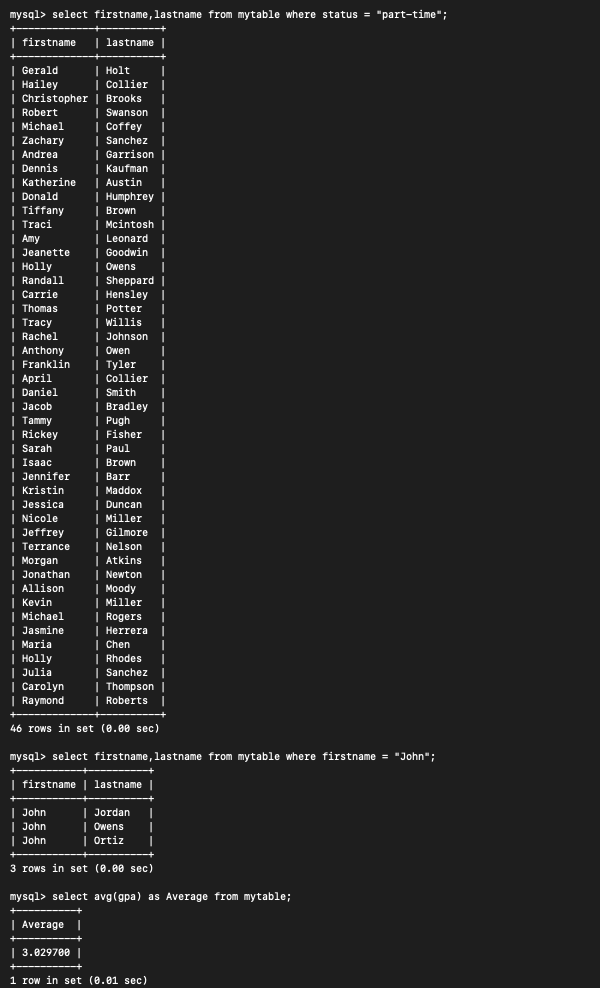 mysql> select firstname,lastname from mytable where status = "part-time";
+-------------+----------+
| firstname   | lastname |
+-------------+----------+
| Gerald      | Holt     |
| Hailey      | Collier  |
| Christopher | Brooks   |
| Robert      | Swanson  |
| Michael     | Coffey   |
| Zachary     | Sanchez  |
| Andrea      | Garrison |
| Dennis      | Kaufman  |
| Katherine   | Austin   |
| Donald      | Humphrey |
| Tiffany     | Brown    |
| Traci       | Mcintosh |
| Amy         | Leonard  |
| Jeanette    | Goodwin  |
| Holly       | Owens    |
| Randall     | Sheppard |
| Carrie      | Hensley  |
| Thomas      | Potter   |
| Tracy       | Willis   |
| Rachel      | Johnson  |
| Anthony     | Owen     |
| Franklin    | Tyler    |
| April       | Collier  |
| Daniel      | Smith    |
| Jacob       | Bradley  |
| Tammy       | Pugh     |
| Rickey      | Fisher   |
| Sarah       | Paul     |
| Isaac       | Brown    |
| Jennifer    | Barr     |
| Kristin     | Maddox   |
| Jessica     | Duncan   |
| Nicole      | Miller   |
| Jeffrey     | Gilmore  |
| Terrance    | Nelson   |
| Morgan      | Atkins   |
| Jonathan    | Newton   |
| Allison     | Moody    |
| Kevin       | Miller   |
| Michael     | Rogers   |
| Jasmine     | Herrera  |
| Maria       | Chen     |
| Holly       | Rhodes   |
| Julia       | Sanchez  |
| Carolyn     | Thompson |
| Raymond     | Roberts  |
+-------------+----------+
46 rows in set (0.00 sec)

mysql> select firstname,lastname from mytable where firstname = "John";
+-----------+----------+
| firstname | lastname |
+-----------+----------+
| John      | Jordan   |
| John      | Owens    |
| John      | Ortiz    |
+-----------+----------+
3 rows in set (0.00 sec)

mysql> select avg(gpa) as Average from mytable;
+----------+
| Average  |
+----------+
| 3.029700 |
+----------+
1 row in set (0.01 sec)